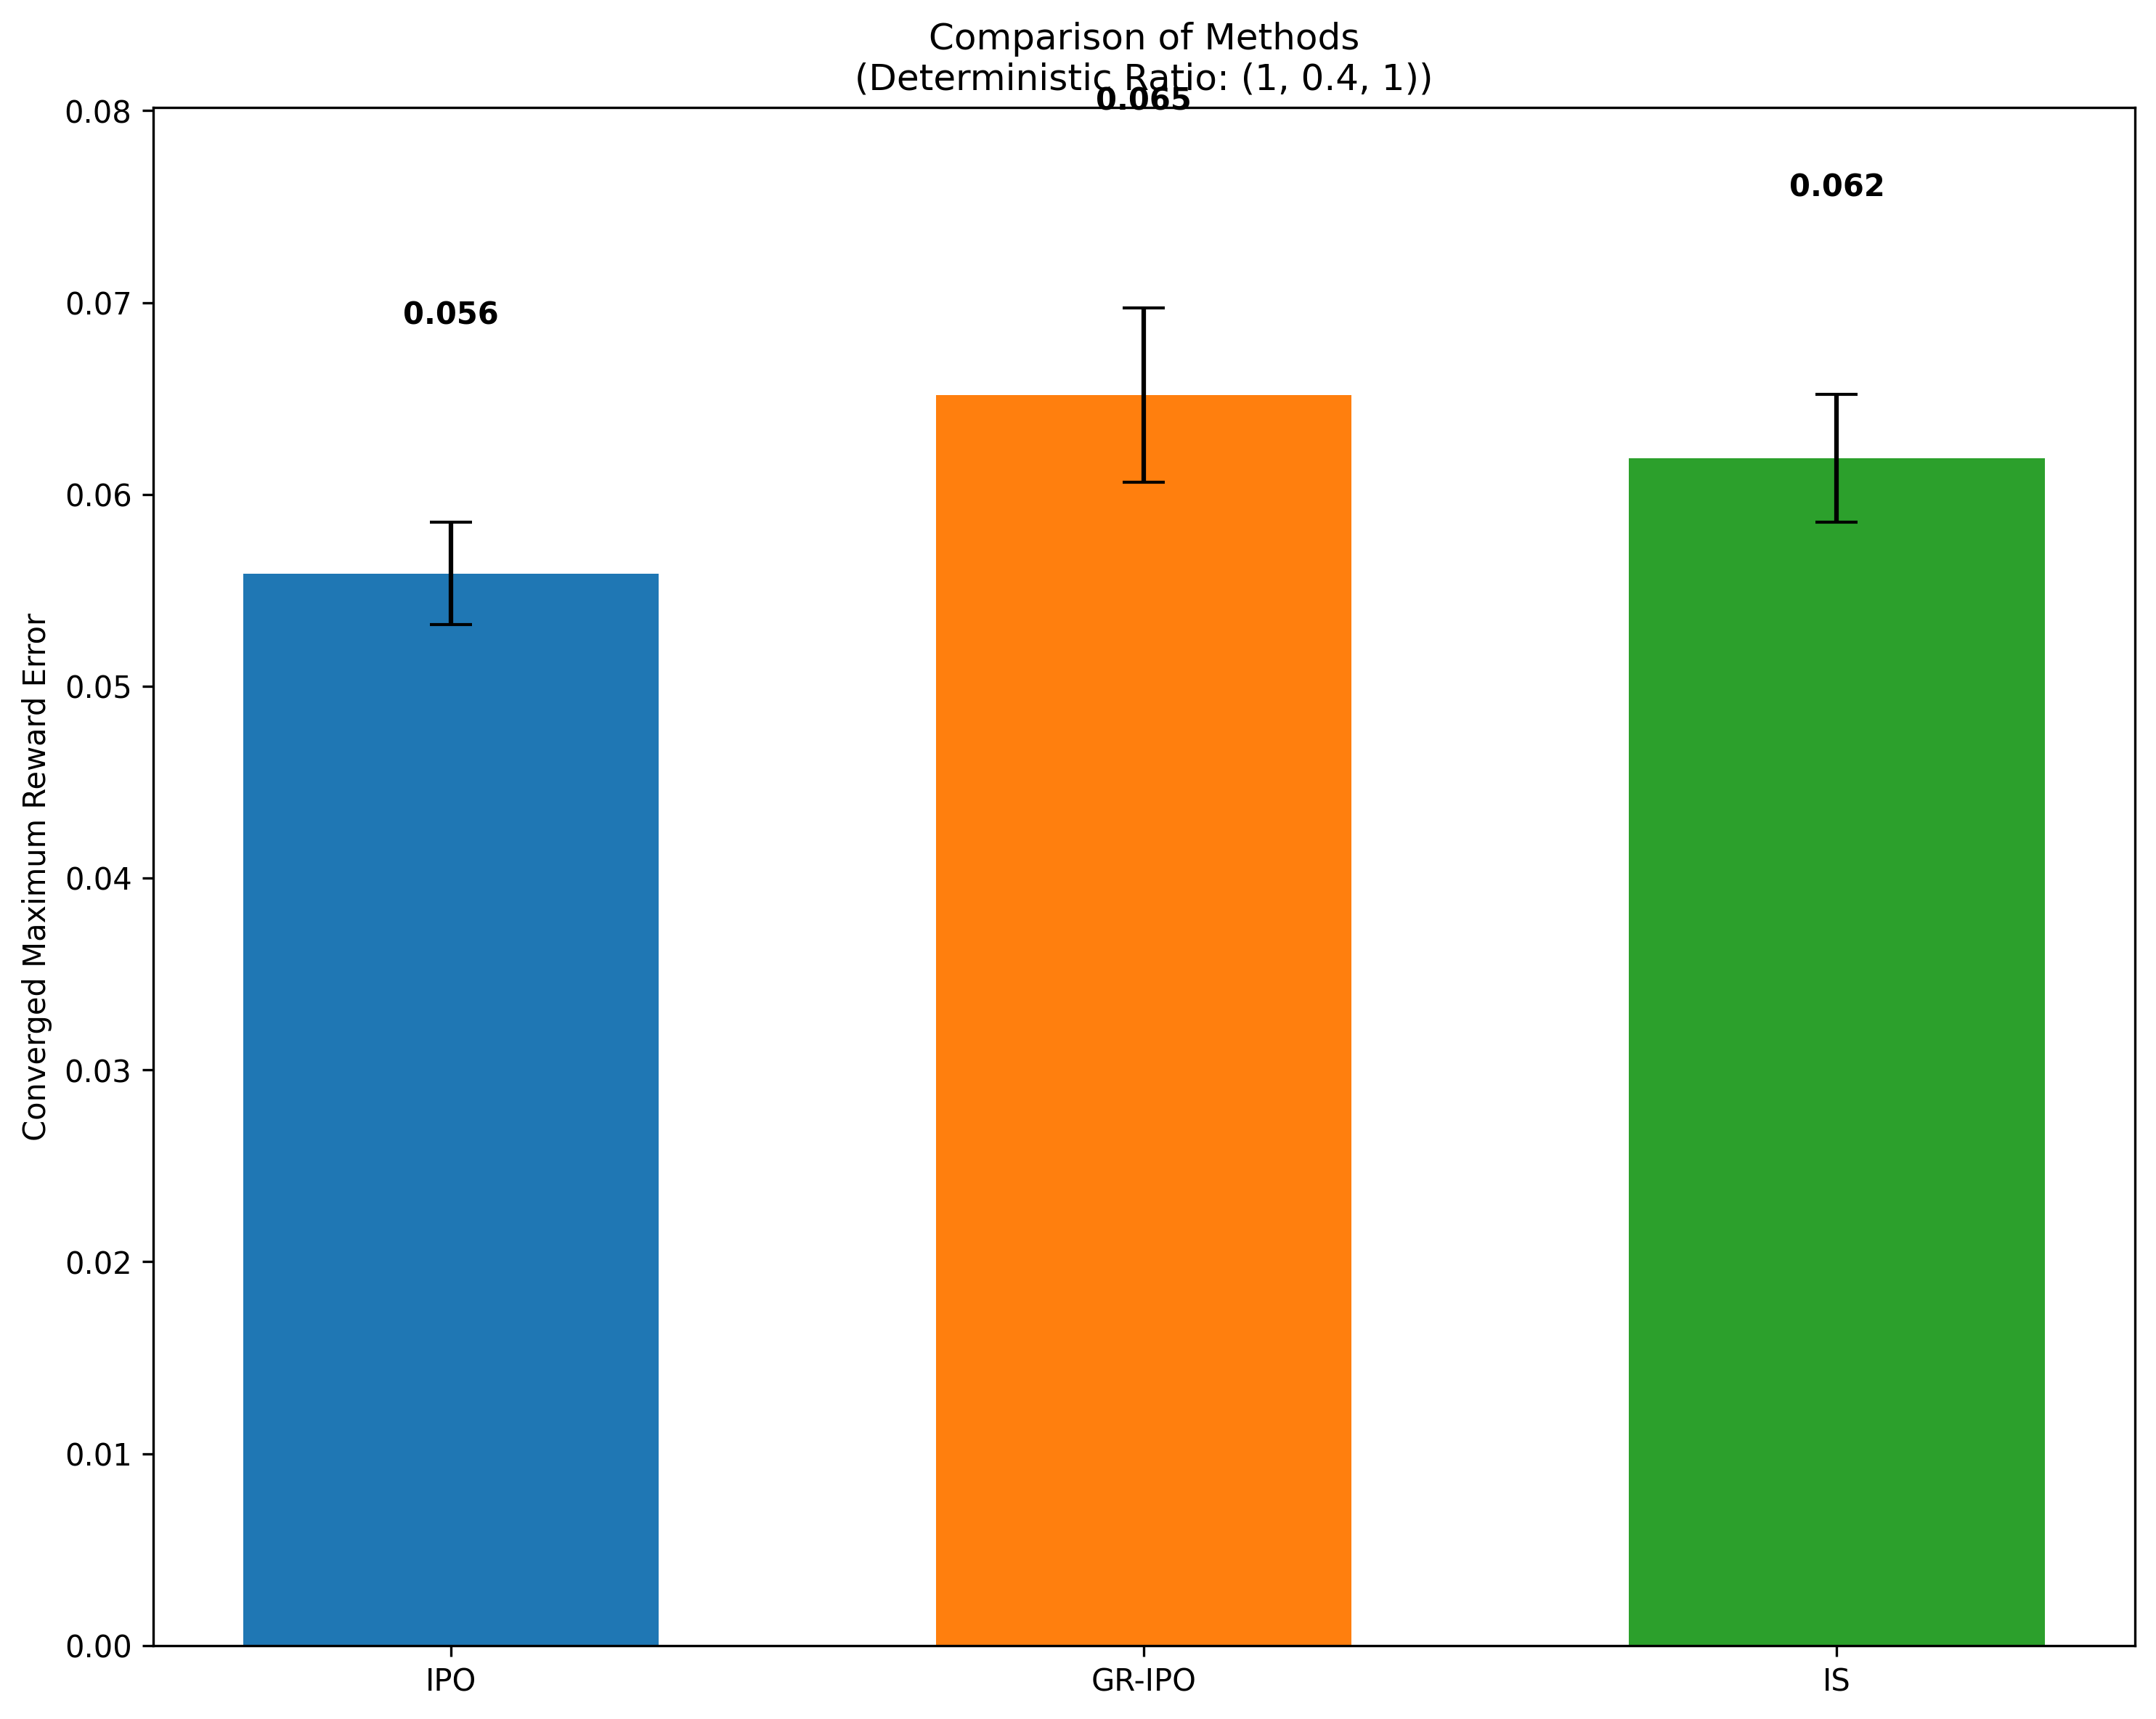 Comparison of Methods
(Deterministic Ratio: (1, 0.4, 1))
0.065
0.062
0.056
0.08
0.07
0.06
0.05
0.04
0.03
0.02
0.01
0.00
Converged Maximum Reward Error
IPO
GR-IPO
IS